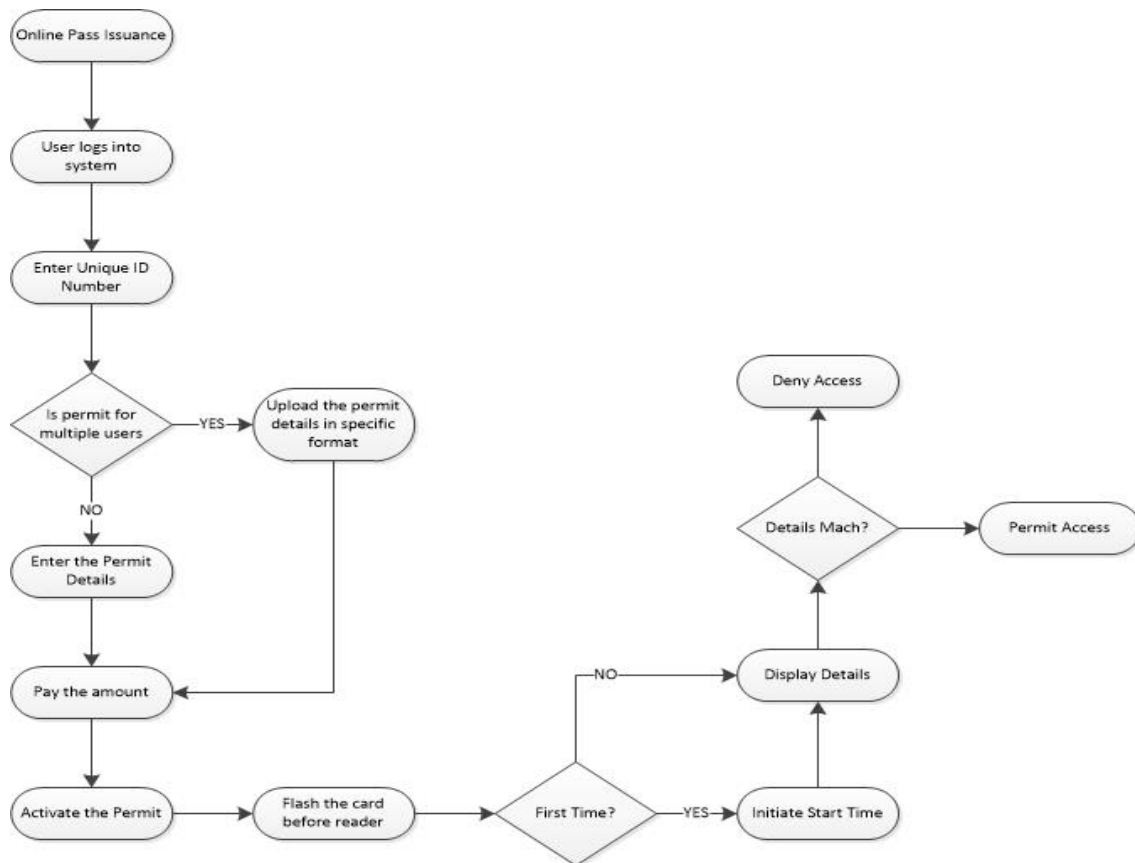 Online Pass Issuance
User logs into
system
Enter Unique ID
Number
Is permit for
multiple users
YES
Upload the permit
details in specific
format
NO
Enter the Permit
Details
Pay the amount
Activate the Permit
Flash the card
before reader
First Time?
NO
YES
Initiate Start Time
Display Details
Details Mach?
Deny Access
Permit Access